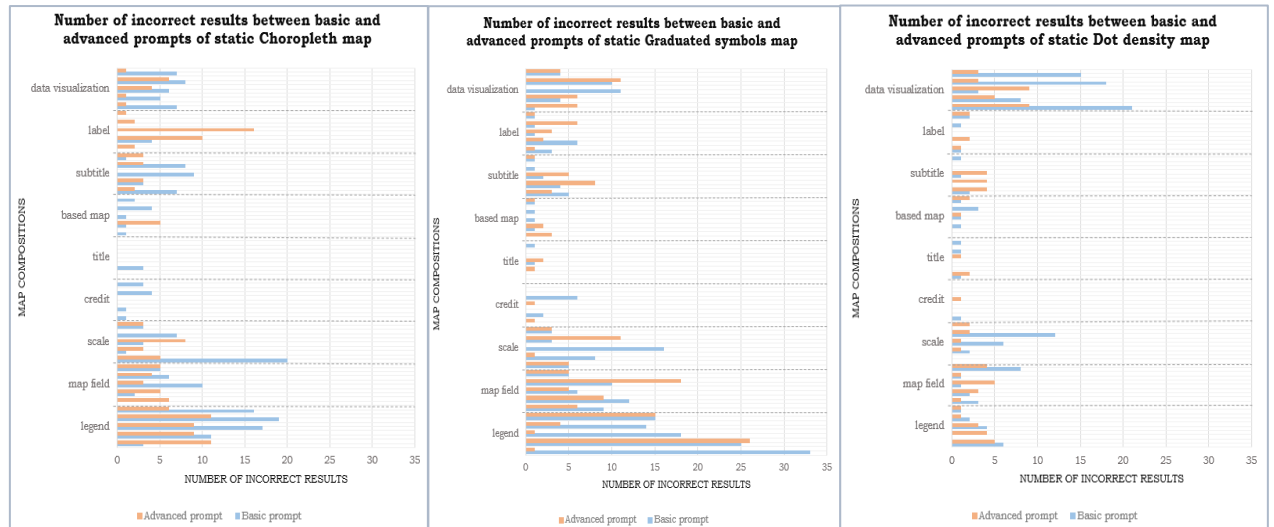 Number of incorrect results between basic and
advanced prompts of static Choropleth map
MAP COMPOSITIONS
data visualization
label
subtitle
based map
title
credit
scale
map field
legend
0 5 10 15 20 25 30 35
NUMBER OF INCORRECT RESULTS
Advanced prompt Basic prompt
Number of incorrect results between basic and
advanced prompts of static Graduated symbols map
MAP COMPOSITIONS
data visualization
label
subtitle
based map
title
credit
scale
map field
legend
0 5 10 15 20 25 30 35
NUMBER OF INCORRECT RESULTS
Advanced prompt Basic prompt
Number of incorrect results between basic and
advanced prompts of static Dot density map
MAP COMPOSITIONS
data visualization
label
subtitle
based map
title
credit
scale
map field
legend
0 5 10 15 20 25 30 35
NUMBER OF INCORRECT RESULTS
Advanced prompt Basic prompt